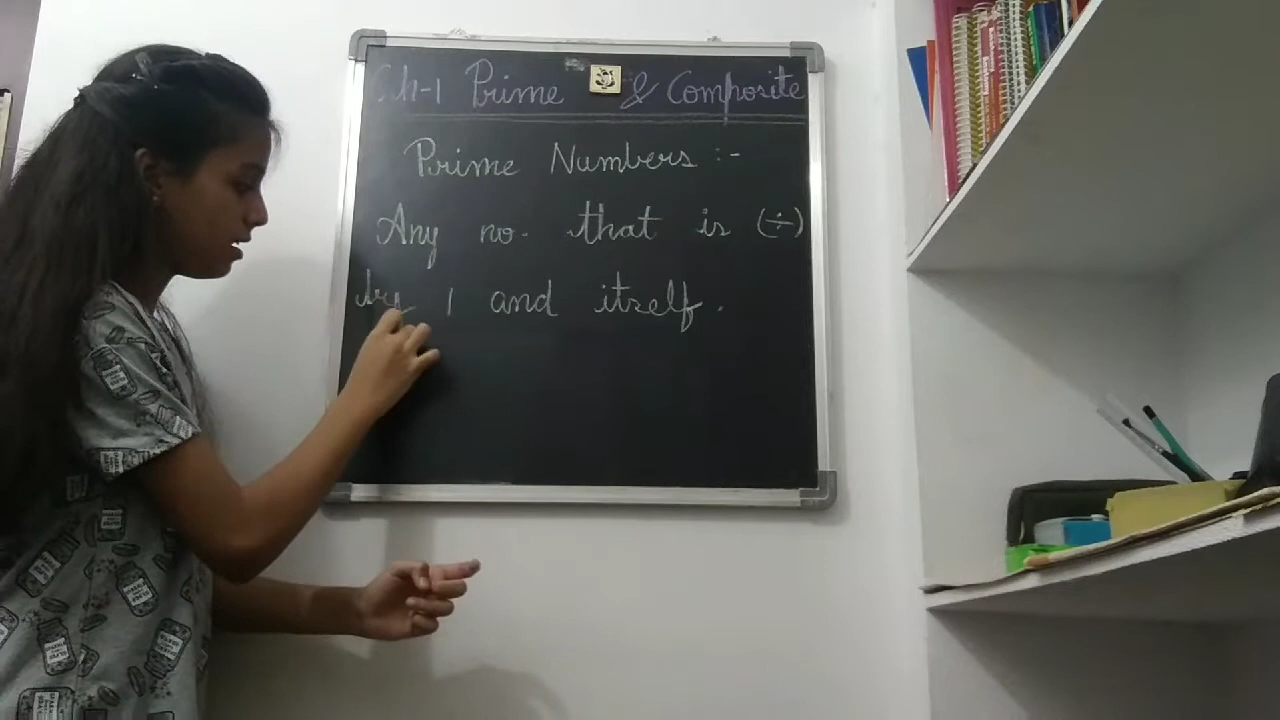 Ch-1 Prime & Composite
Prime Numbers :-
Any no. that is (÷)
by 1 and itself.